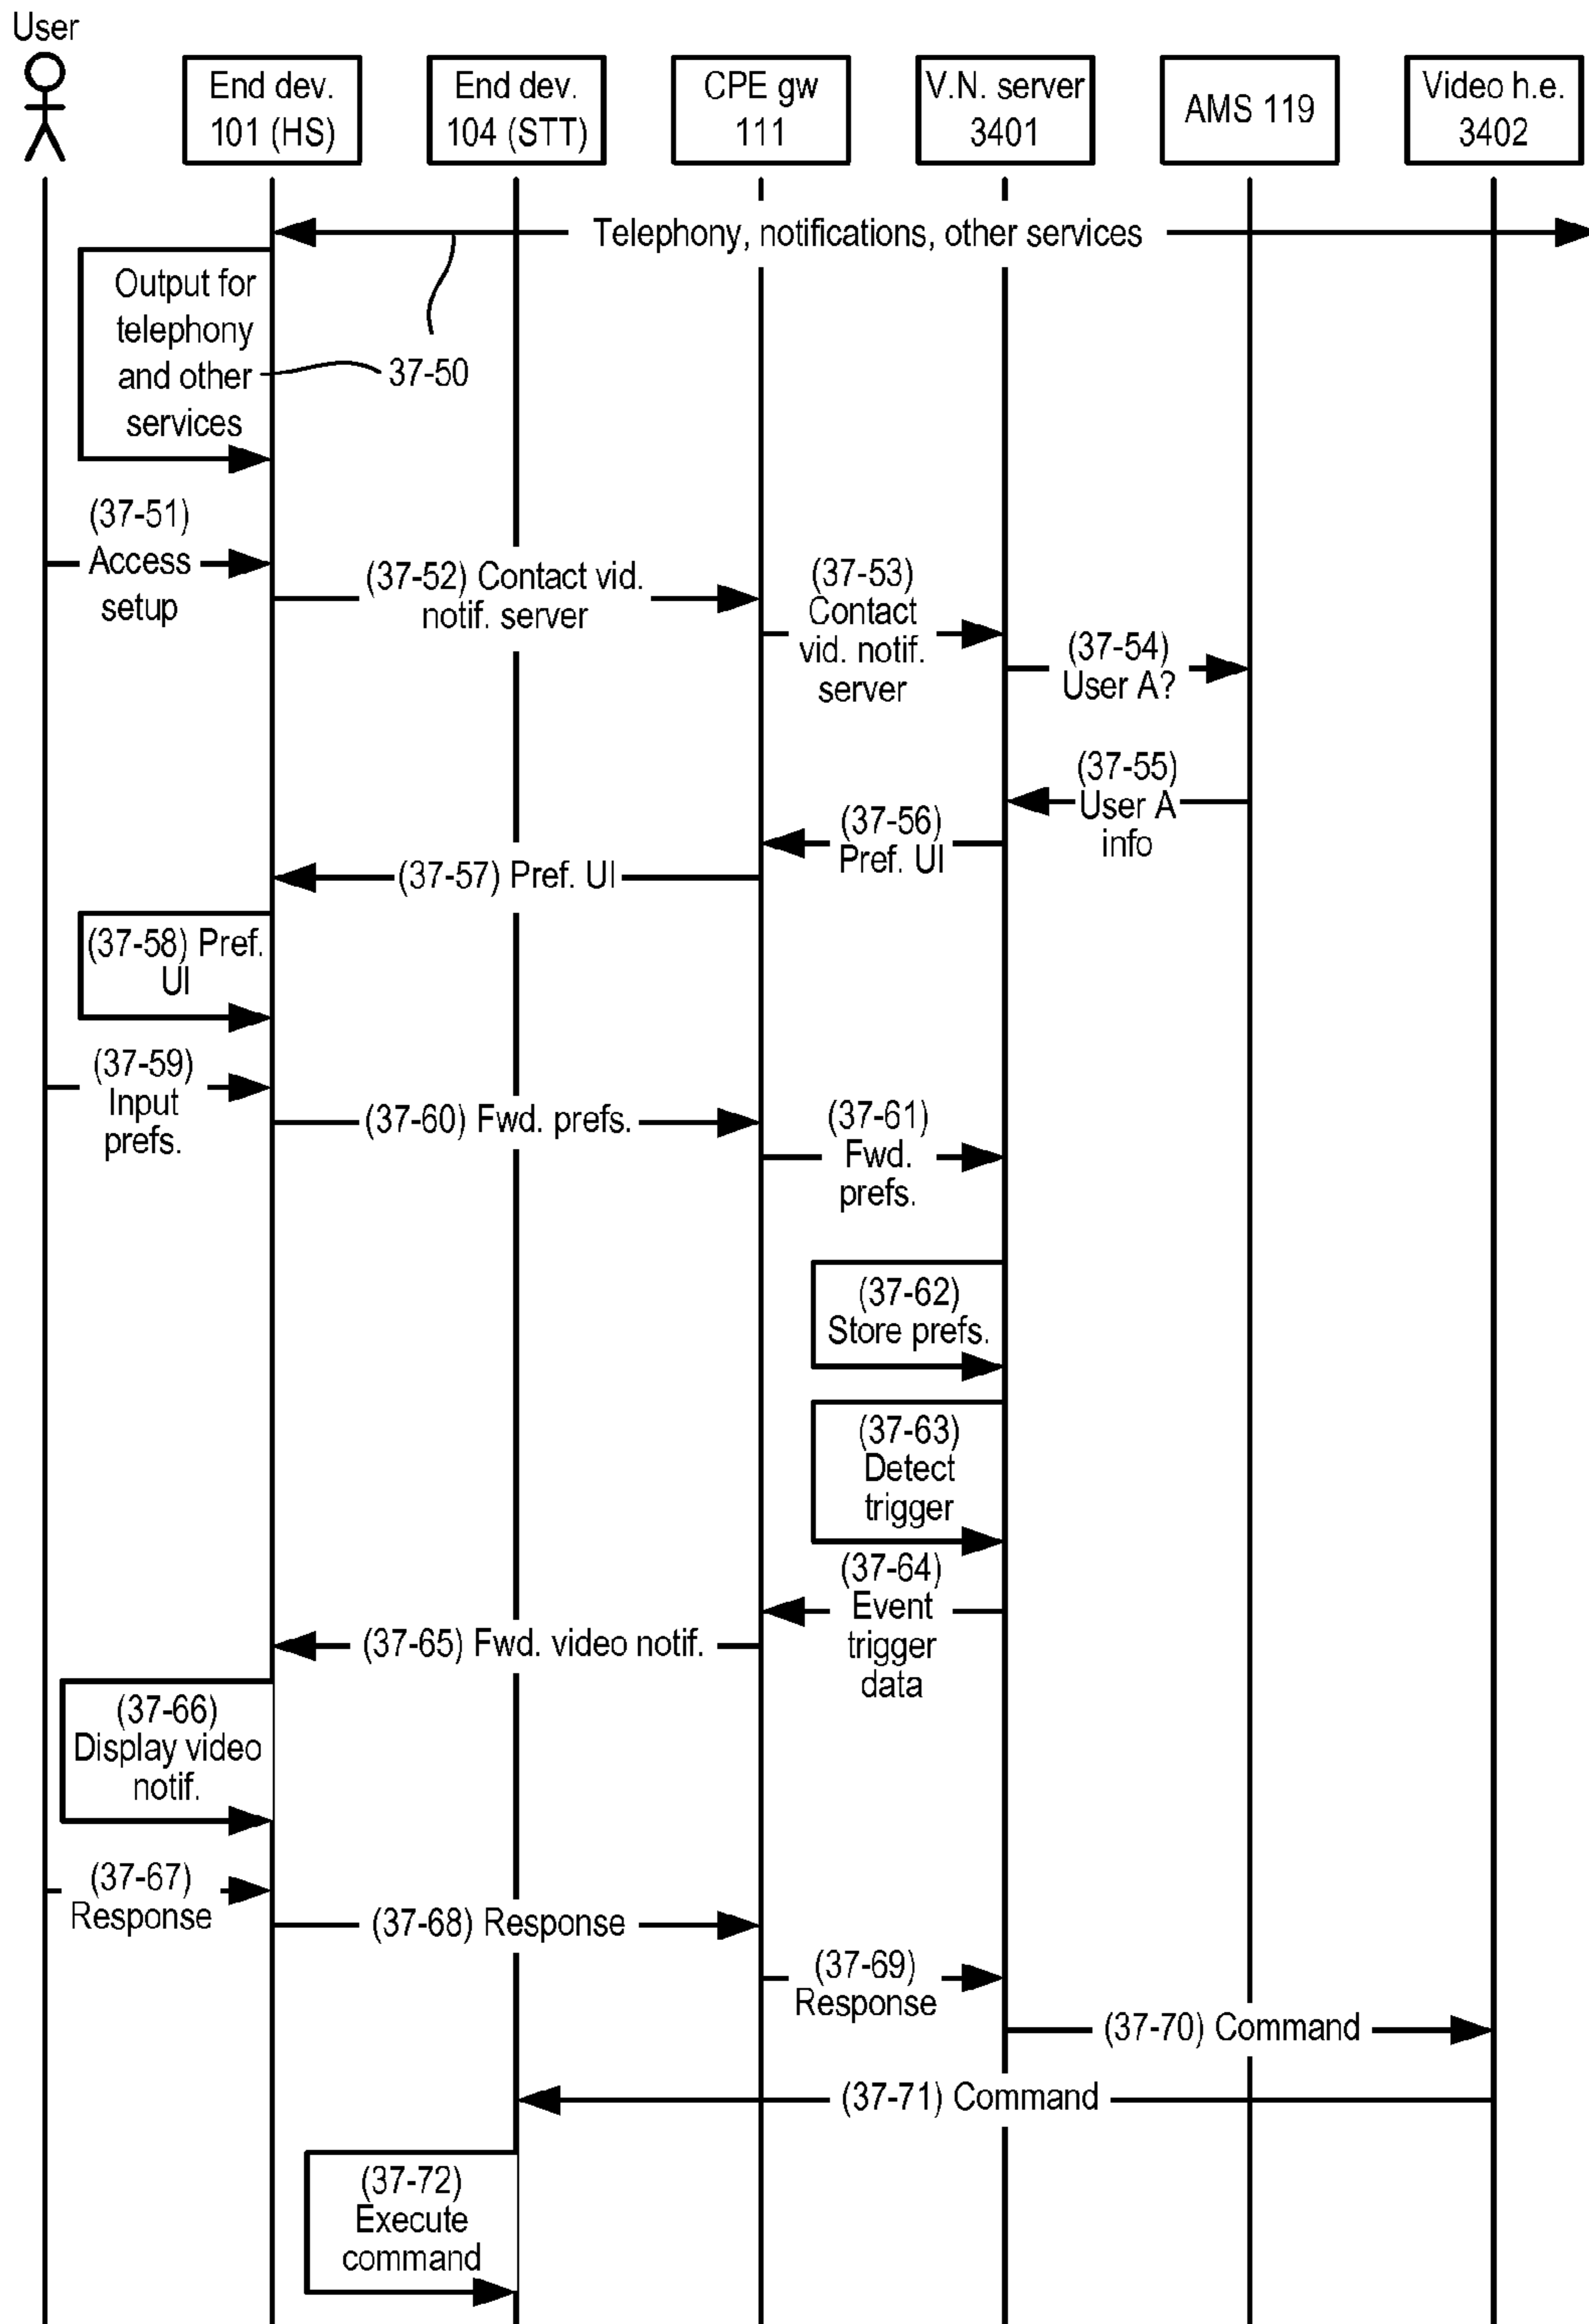 User
End dev.
101 (HS)
End dev.
104 (STT)
CPE gw
111
V.N. server
3401
AMS 119
Video h.e.
3402
Telephony, notifications, other services
Output for
telephony
and other
services
37-50
(37-51)
Access
setup
(37-52) Contact vid.
notif. server
(37-53)
Contact
vid. notif.
server
(37-54)
User A?
(37-55)
User A
info
(37-56)
Pref. UI
(37-57) Pref. UI
(37-58) Pref.
UI
(37-59)
Input
prefs.
(37-60) Fwd. prefs.
(37-61)
Fwd.
prefs.
(37-62)
Store prefs.
(37-63)
Detect
trigger
(37-64)
Event
trigger
data
(37-65) Fwd. video notif.
(37-66)
Display video
notif.
(37-67)
Response
(37-68) Response
(37-69)
Response
(37-70) Command
(37-71) Command
(37-72)
Execute
command